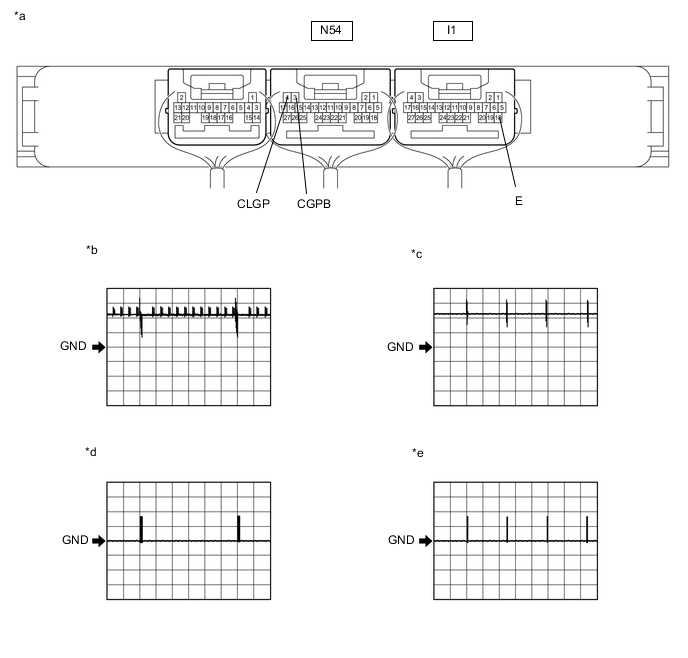 *a
N54 I1
2 1 4 3 2 1 4 3 2 1
13 12 11 10 9 8 7 6 5 4 3 17 16 15 14 13 12 11 10 9 8 7 6 5 17 16 15 14 13 12 11 10 9 8 7 6 5
21 20 19 18 17 16 15 14 27 26 25 24 23 22 21 20 19 18 27 26 25 24 23 22 21 20 19 18
CLGP CGPB E
*b *c
GND GND
*d *e
GND GND